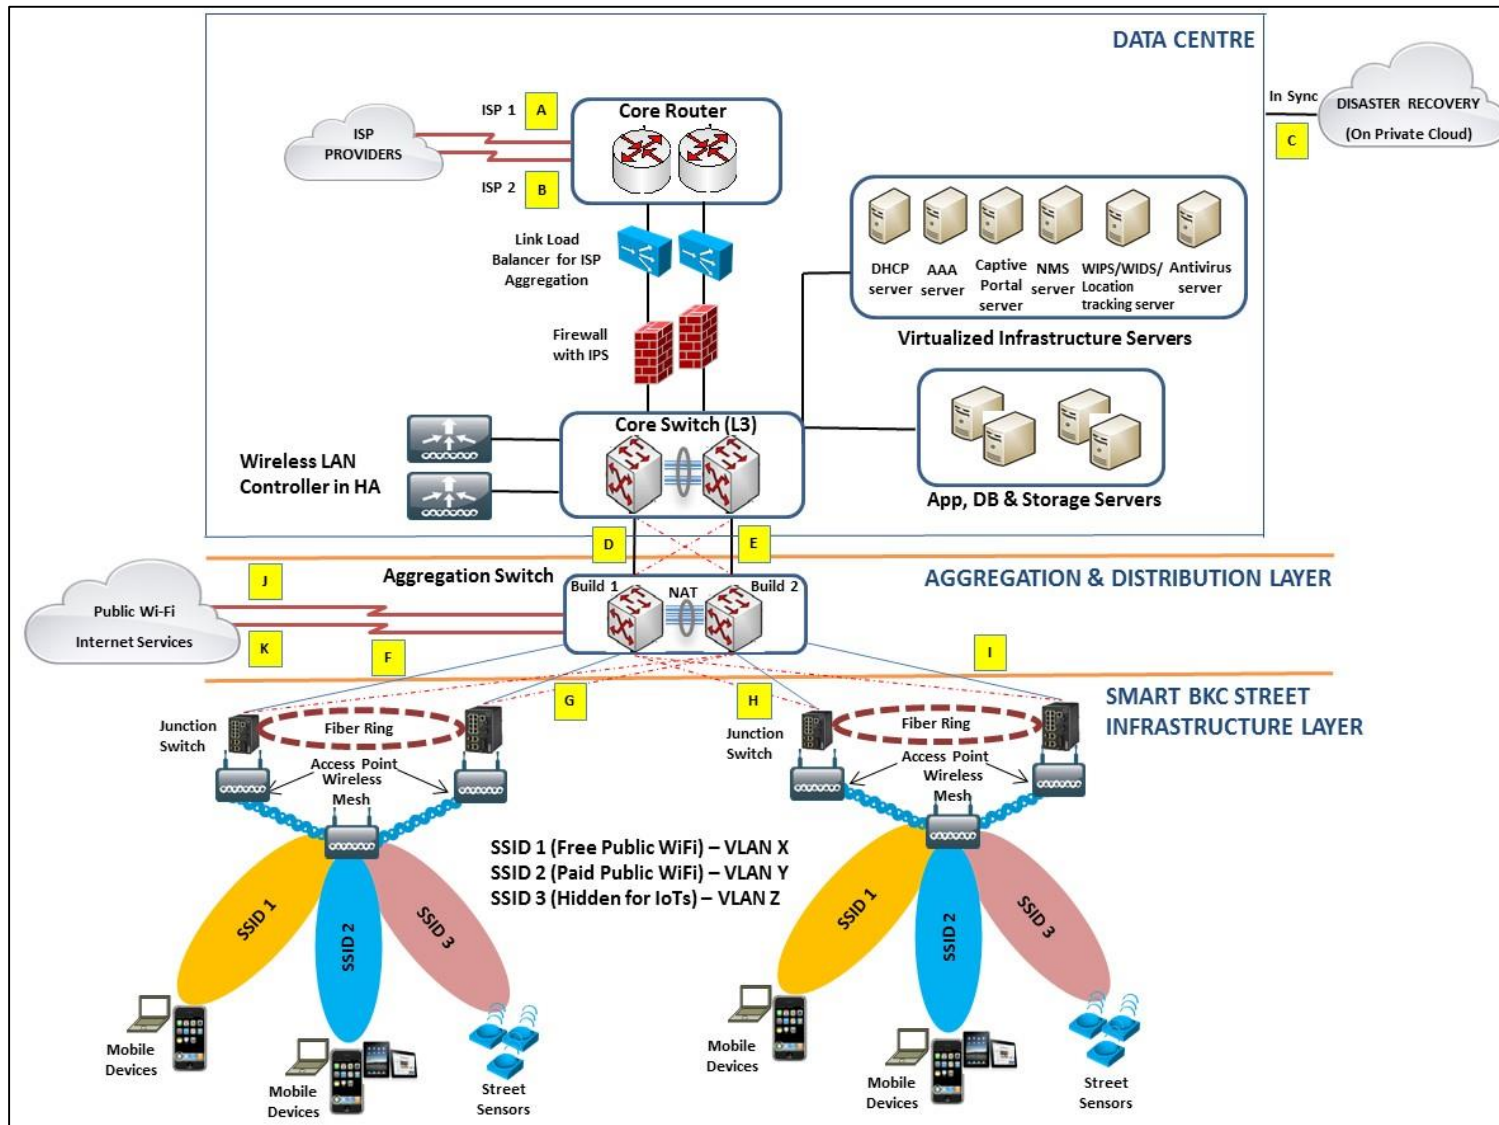 DATA CENTRE
ISP 1
A
Core Router
ISP
PROVIDERS
ISP 2
B
In Sync
C
DISASTER RECOVERY
(On Private Cloud)
Link Load
Balancer for ISP
Aggregation
DHCP
server
AAA
server
Captive
Portal
server
NMS
server
WIPS/WIDS/
Location
tracking server
Antivirus
server
Virtualized Infrastructure Servers
Firewall
with IPS
Core Switch (L3)
Wireless LAN
Controller in HA
App, DB & Storage Servers
D
E
J
Aggregation Switch
Build 1
NAT
Build 2
AGGREGATION & DISTRIBUTION LAYER
Public Wi-Fi
Internet Services
K
F
I
G
H
SMART BKC STREET
INFRASTRUCTURE LAYER
Junction
Switch
Fiber Ring
Access Point
Wireless
Mesh
Junction
Switch
Fiber Ring
Access Point
Wireless
Mesh
SSID 1 (Free Public WiFi) – VLAN X
SSID 2 (Paid Public WiFi) – VLAN Y
SSID 3 (Hidden for IoTs) – VLAN Z
SSID 1
SSID 2
SSID 3
SSID 1
SSID 2
SSID 3
Mobile
Devices
Mobile
Devices
Street
Sensors
Mobile
Devices
Mobile
Devices
Street
Sensors